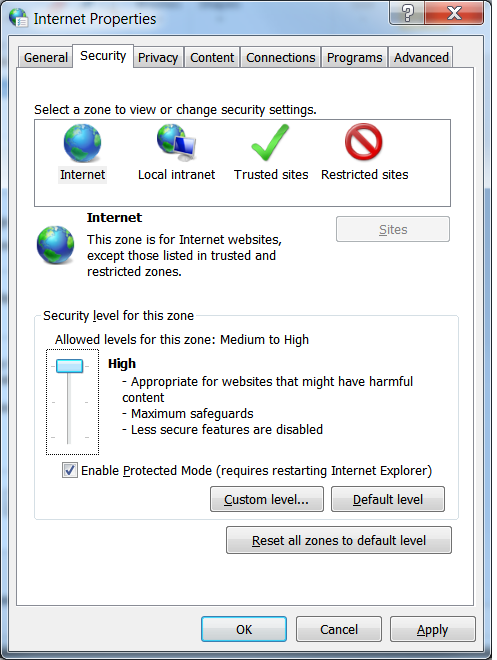 Internet Properties
General
Security
Privacy
Content
Connections
Programs
Advanced
Select a zone to view or change security settings.
Internet
Local intranet
Trusted sites
Restricted sites
Internet
This zone is for Internet websites,
except those listed in trusted and
restricted zones.
Sites
Security level for this zone
Allowed levels for this zone: Medium to High
High
- Appropriate for websites that might have harmful
content
- Maximum safeguards
- Less secure features are disabled
Enable Protected Mode (requires restarting Internet Explorer)
Custom level...
Default level
Reset all zones to default level
OK
Cancel
Apply